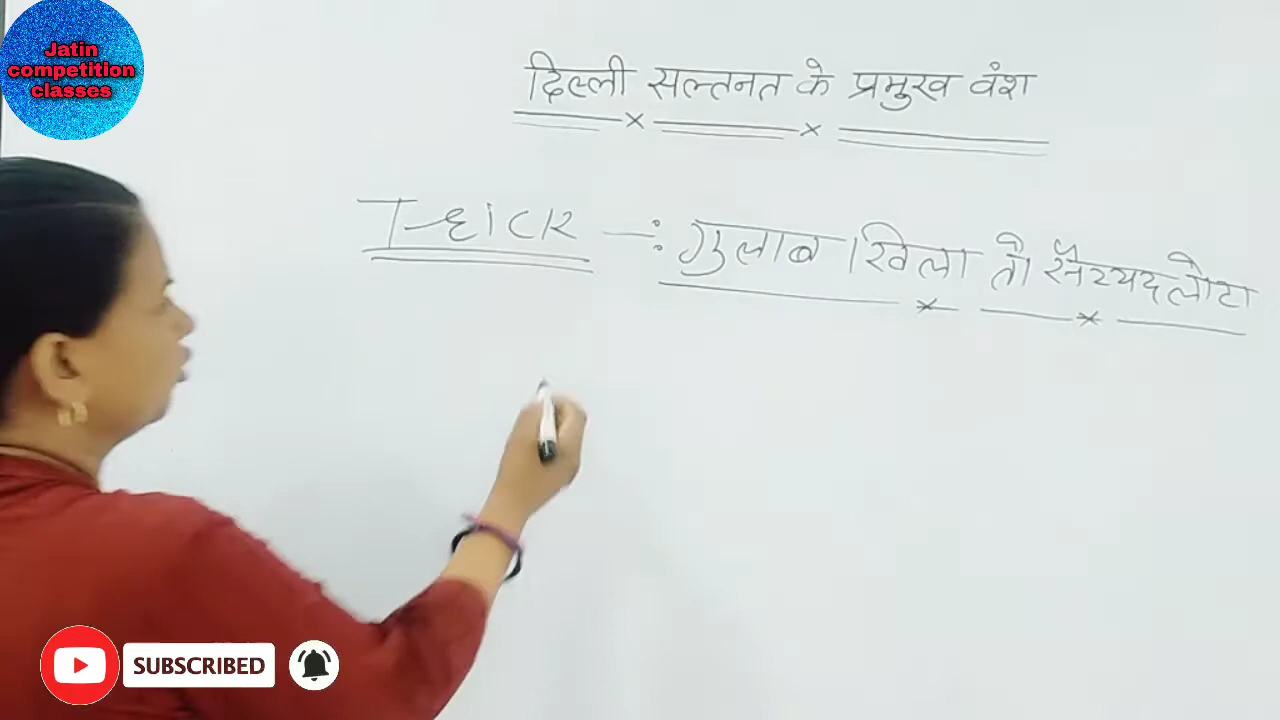 Jatin
competition
classes
दिल्ली सल्तनत के प्रमुख वंश
Trick -: गुलाब खिला तो सैय्यद लोटा
SUBSCRIBED